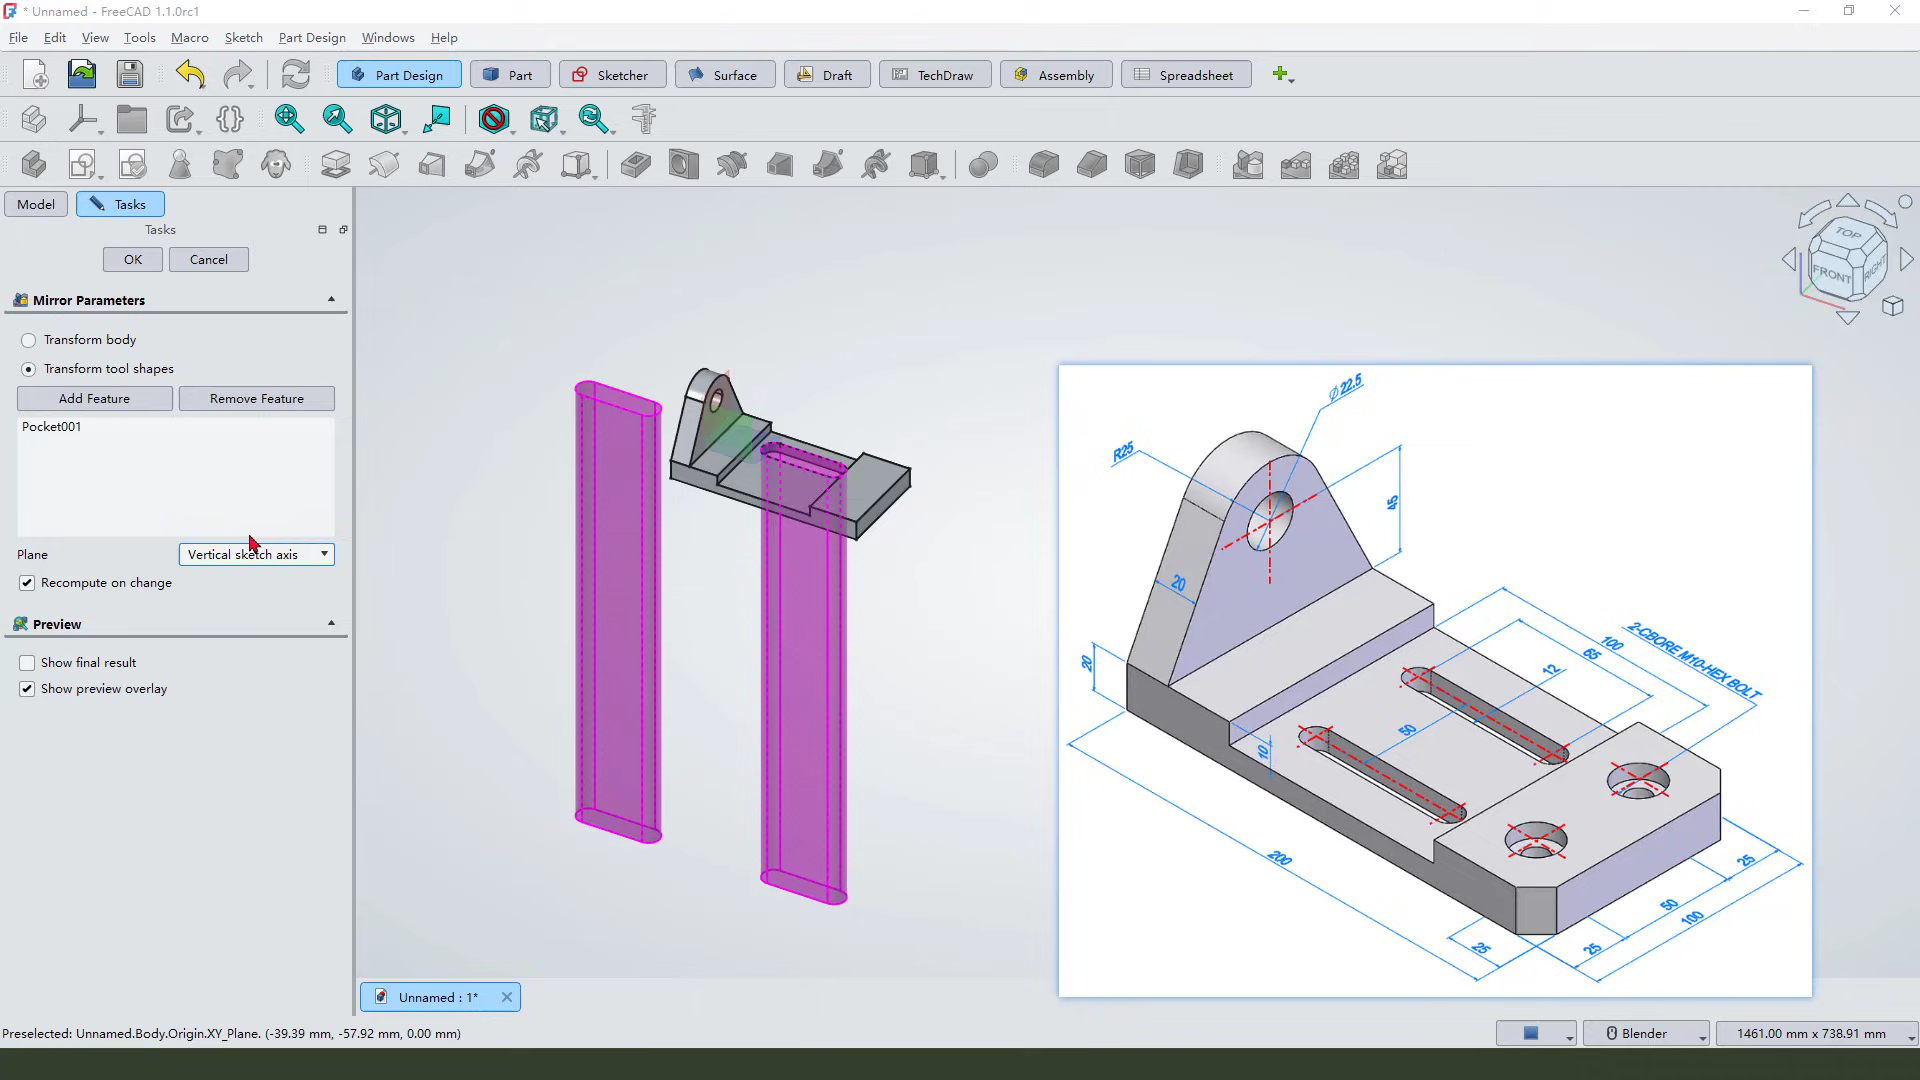 * Unnamed - FreeCAD 1.1.0rc1
File Edit View Tools Macro Sketch Part Design Windows Help
Part Design Part Sketcher Surface Draft TechDraw Assembly Spreadsheet
Model Tasks
Tasks
OK Cancel
Mirror Parameters
Transform body
Transform tool shapes
Add Feature Remove Feature
Pocket001
Plane Vertical sketch axis
Recompute on change
Preview
Show final result
Show preview overlay
TOP
FRONT RIGHT
Ø22.5
R25
45
20
20
10
50
12
65
100
2-CBORE M10-HEX BOLT
200
25
25
50
100
25
Unnamed : 1*
Preselected: Unnamed.Body.Origin.XY_Plane. (-39.39 mm, -57.92 mm, 0.00 mm)
Blender
1461.00 mm x 738.91 mm